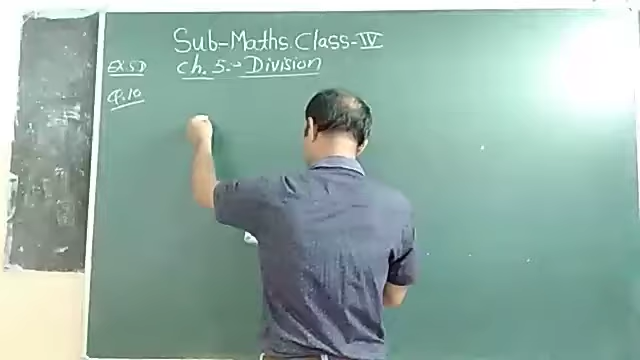 Sub-Maths. Class-IV
Ex.5D Ch. 5:- Division
Q.10